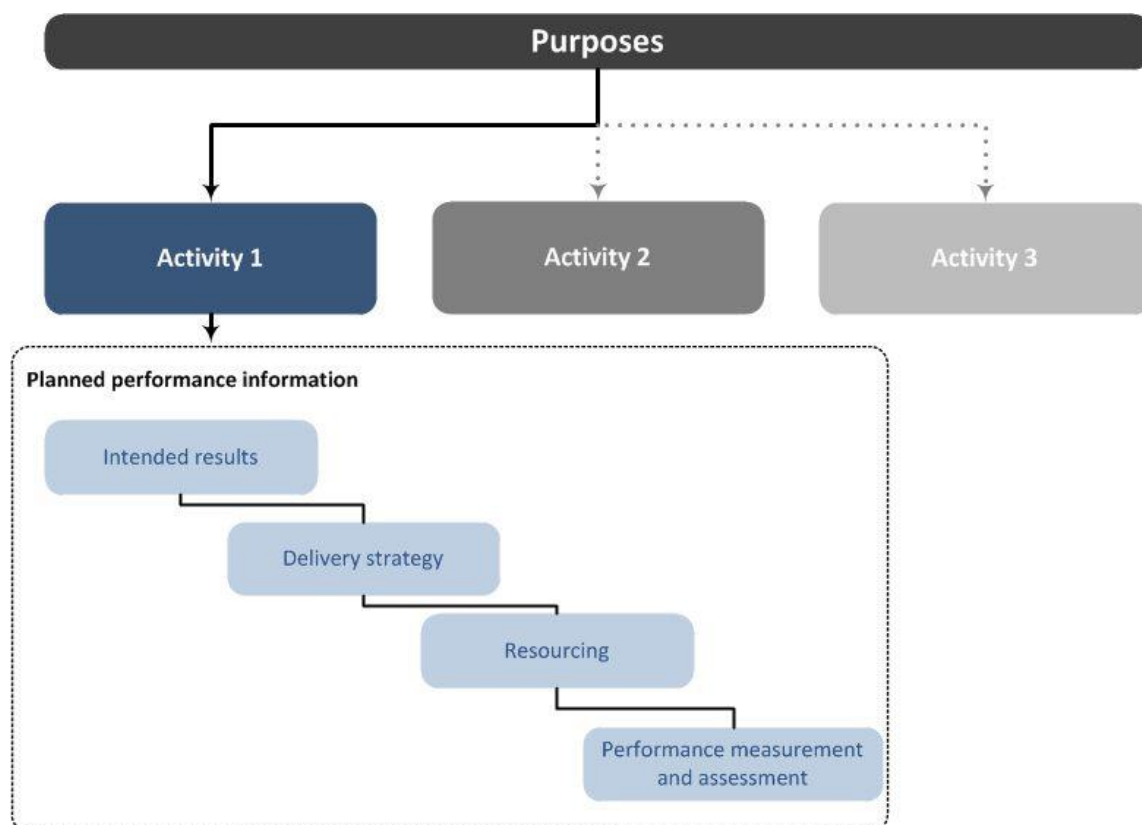 Purposes
Activity 1
Activity 2
Activity 3
Planned performance information
Intended results
Delivery strategy
Resourcing
Performance measurement
and assessment